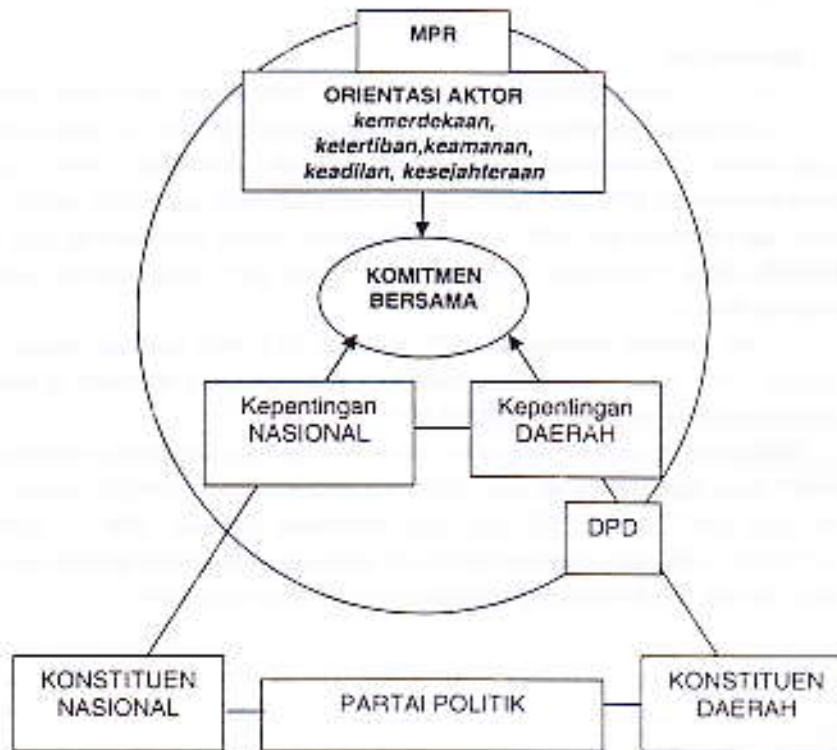 MPR
ORIENTASI AKTOR
kemerdekaan,
ketertiban,keamanan,
keadilan, kesejahteraan
KOMITMEN
BERSAMA
Kepentingan
NASIONAL
Kepentingan
DAERAH
DPD
KONSTITUEN
NASIONAL
PARTAI POLITIK
KONSTITUEN
DAERAH